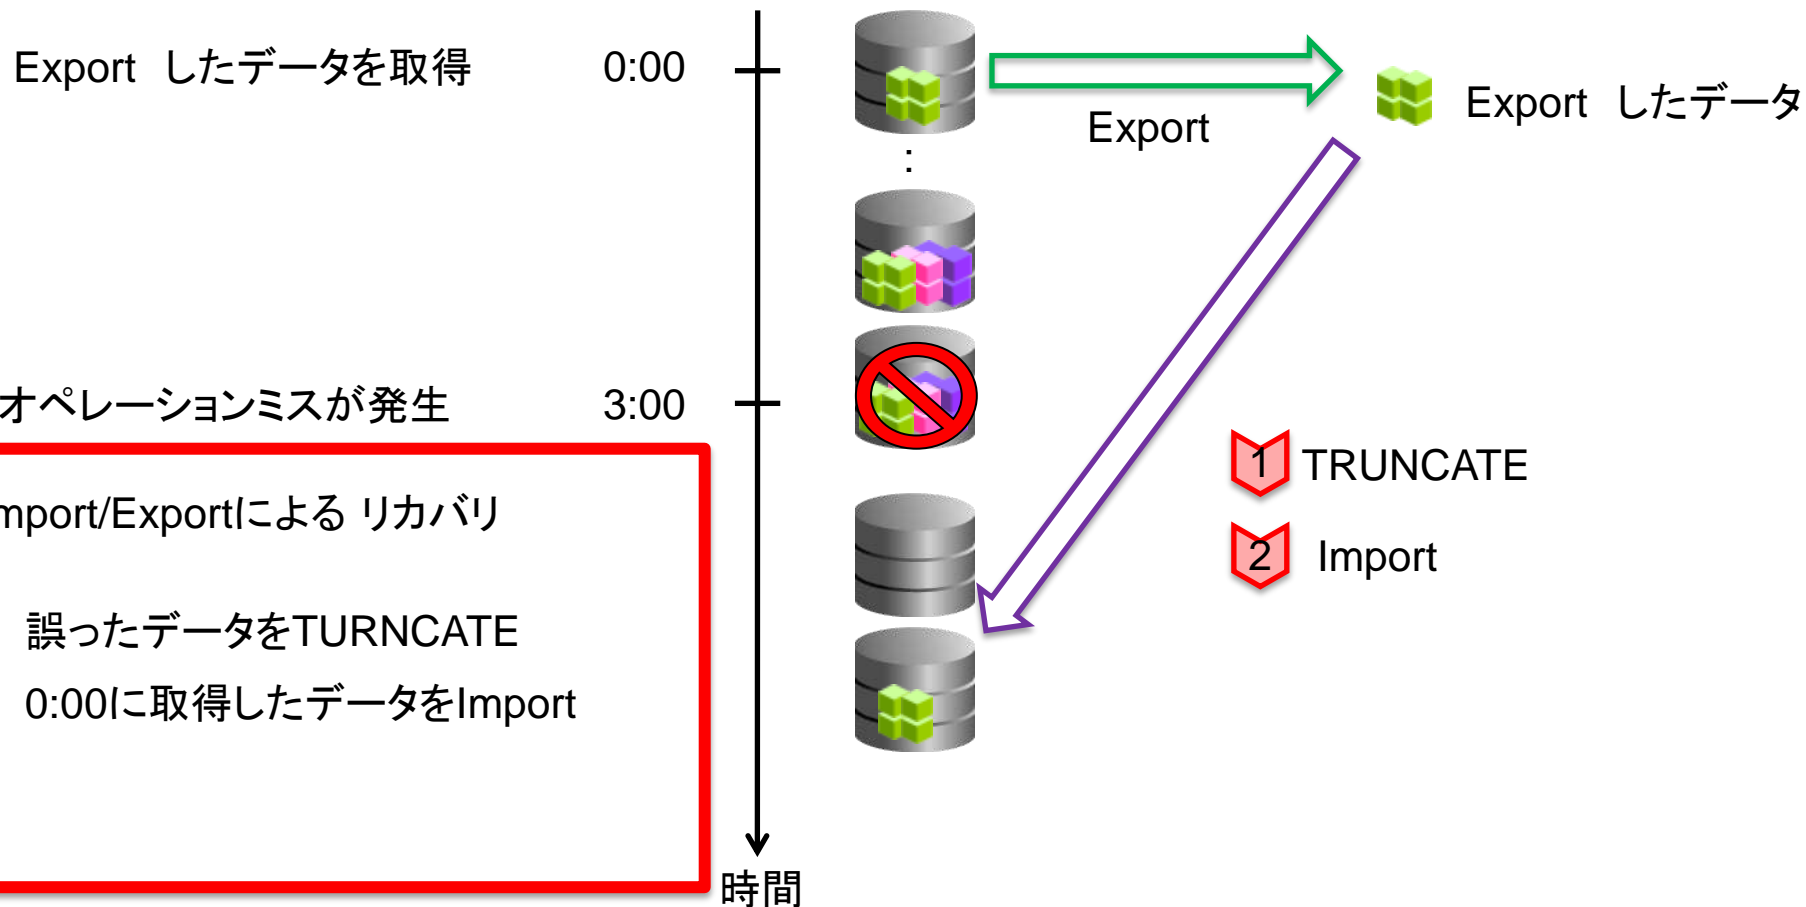 Export したデータを取得
0:00
Export
Export したデータ
:
オペレーションミスが発生
3:00
mport/Exportによる リカバリ
誤ったデータをTURNCATE
0:00に取得したデータをImport
1 TRUNCATE
2 Import
時間